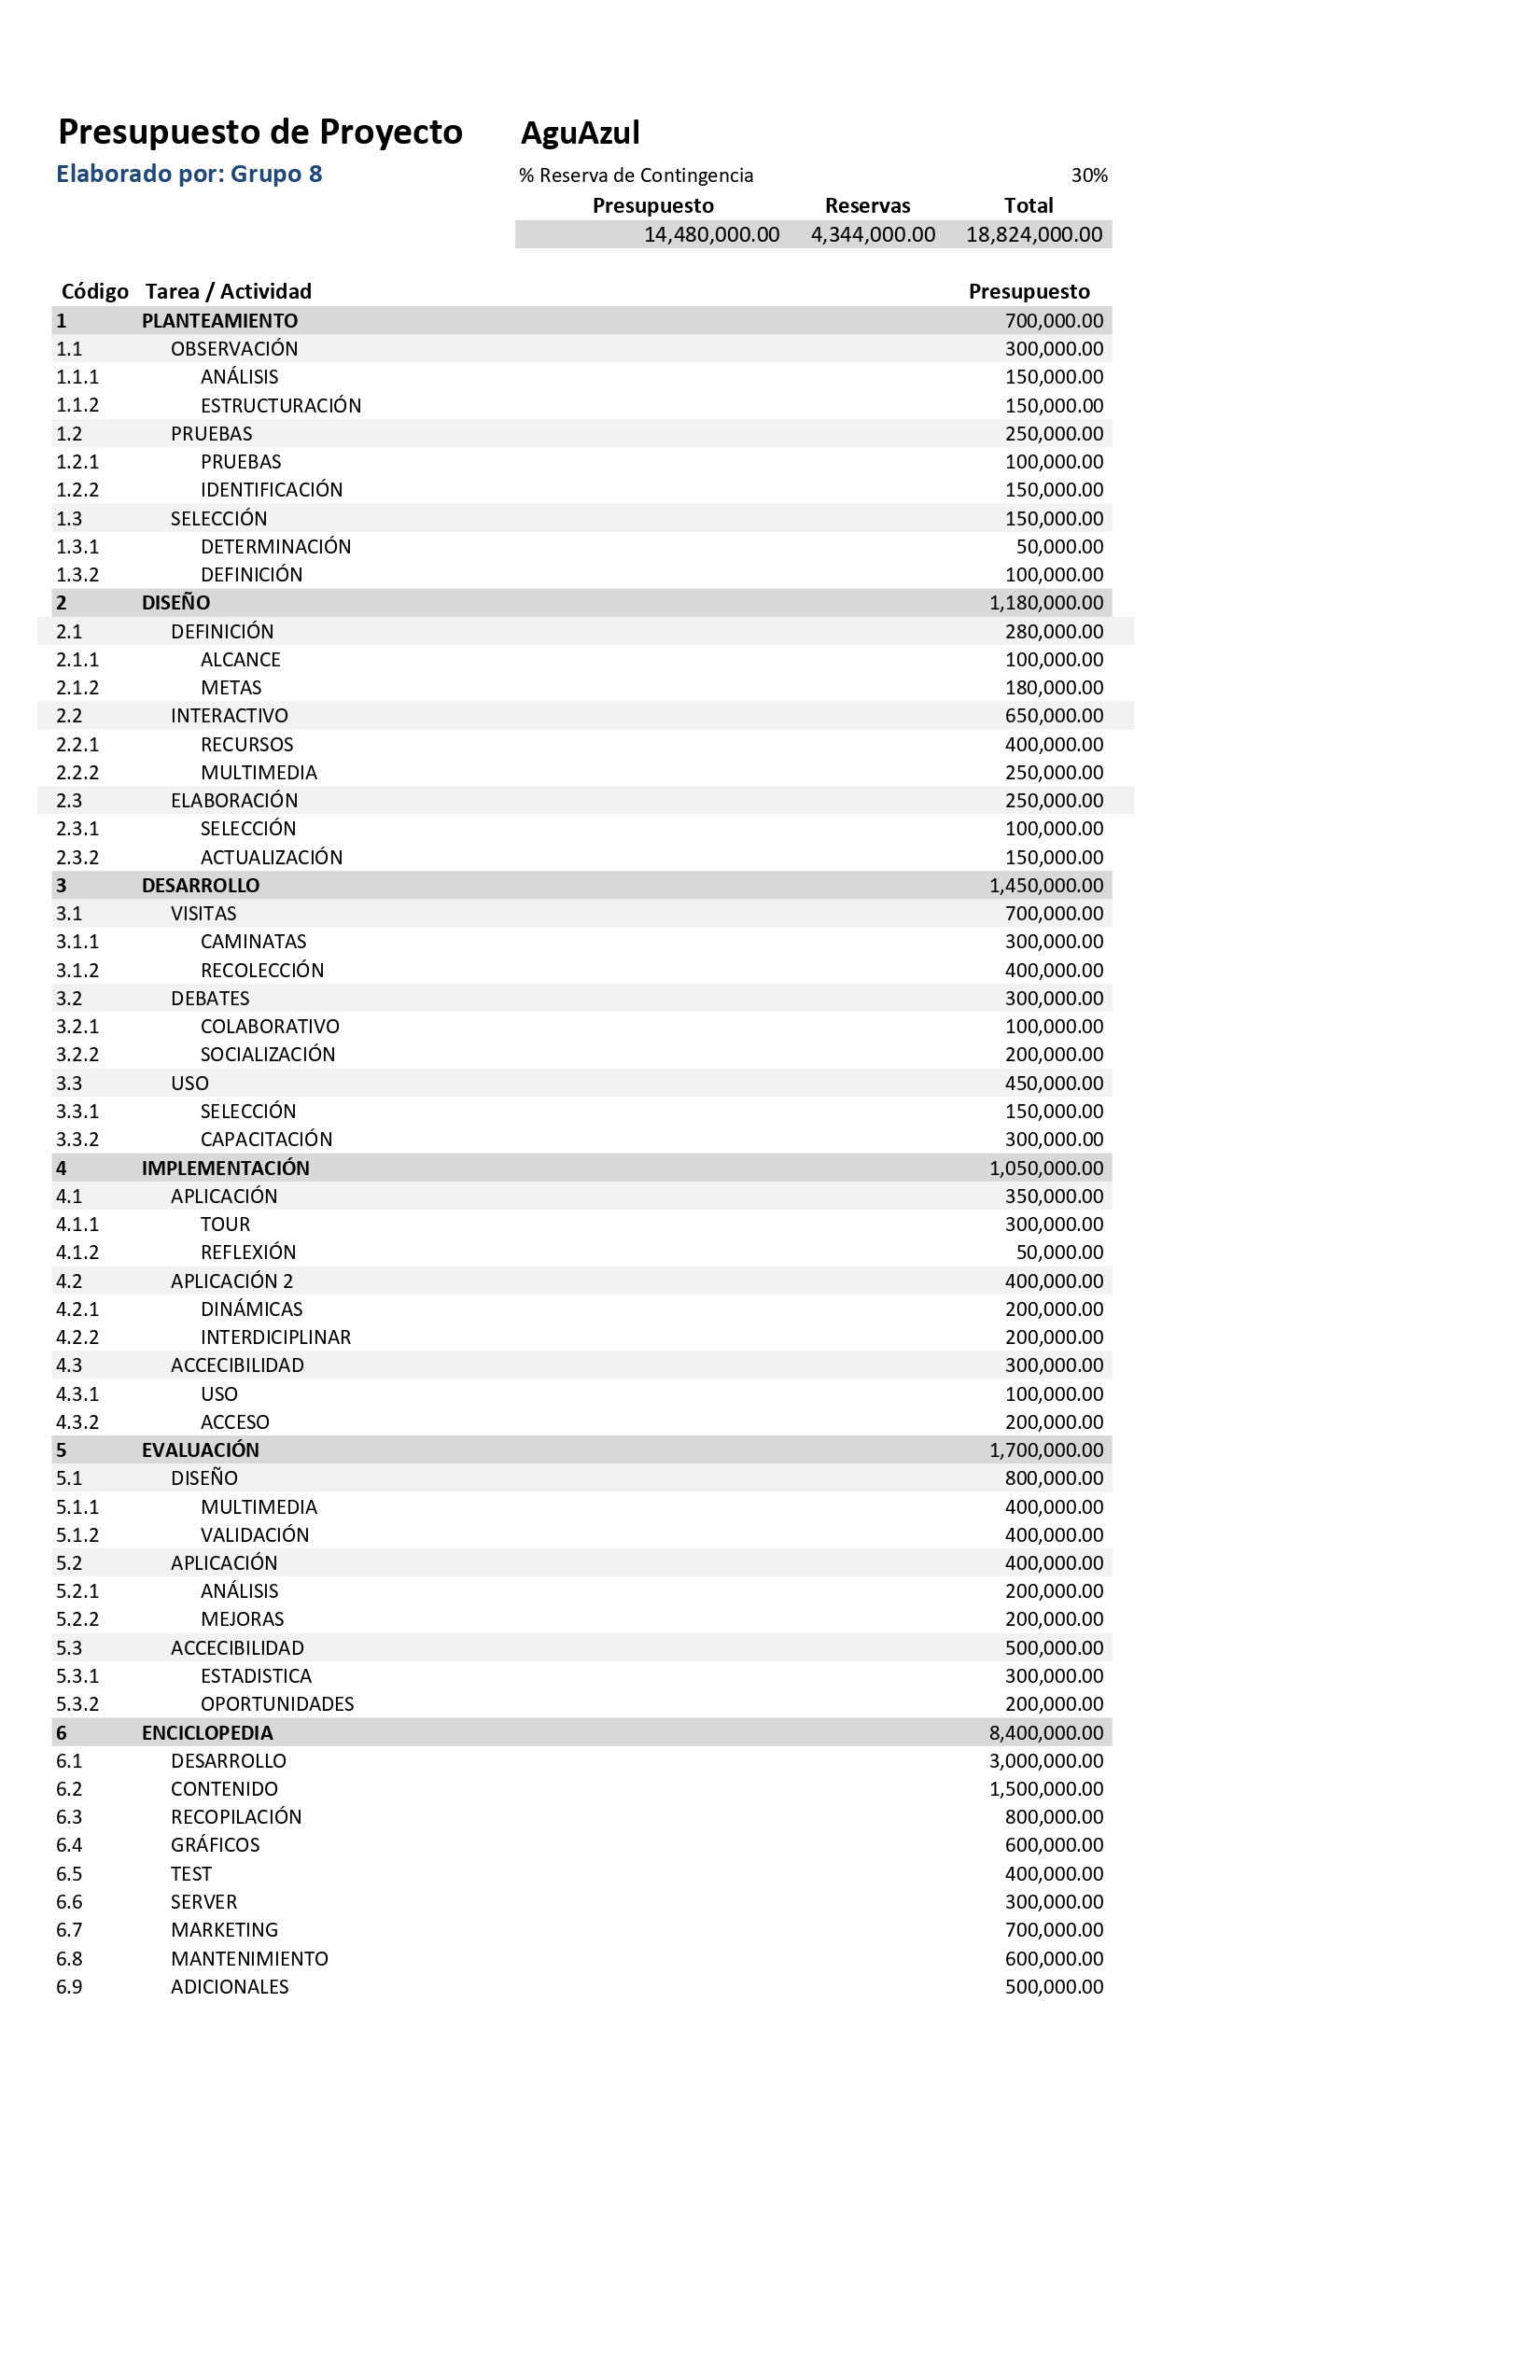 Presupuesto de Proyecto AguAzul
Elaborado por: Grupo 8 % Reserva de Contingencia 30%
Presupuesto Reservas Total
14,480,000.00 4,344,000.00 18,824,000.00
Código Tarea / Actividad Presupuesto
1 PLANTEAMIENTO 700,000.00
1.1 OBSERVACIÓN 300,000.00
1.1.1 ANÁLISIS 150,000.00
1.1.2 ESTRUCTURACIÓN 150,000.00
1.2 PRUEBAS 250,000.00
1.2.1 PRUEBAS 100,000.00
1.2.2 IDENTIFICACIÓN 150,000.00
1.3 SELECCIÓN 150,000.00
1.3.1 DETERMINACIÓN 50,000.00
1.3.2 DEFINICIÓN 100,000.00
2 DISEÑO 1,180,000.00
2.1 DEFINICIÓN 280,000.00
2.1.1 ALCANCE 100,000.00
2.1.2 METAS 180,000.00
2.2 INTERACTIVO 650,000.00
2.2.1 RECURSOS 400,000.00
2.2.2 MULTIMEDIA 250,000.00
2.3 ELABORACIÓN 250,000.00
2.3.1 SELECCIÓN 100,000.00
2.3.2 ACTUALIZACIÓN 150,000.00
3 DESARROLLO 1,450,000.00
3.1 VISITAS 700,000.00
3.1.1 CAMINATAS 300,000.00
3.1.2 RECOLECCIÓN 400,000.00
3.2 DEBATES 300,000.00
3.2.1 COLABORATIVO 100,000.00
3.2.2 SOCIALIZACIÓN 200,000.00
3.3 USO 450,000.00
3.3.1 SELECCIÓN 150,000.00
3.3.2 CAPACITACIÓN 300,000.00
4 IMPLEMENTACIÓN 1,050,000.00
4.1 APLICACIÓN 350,000.00
4.1.1 TOUR 300,000.00
4.1.2 REFLEXIÓN 50,000.00
4.2 APLICACIÓN 2 400,000.00
4.2.1 DINÁMICAS 200,000.00
4.2.2 INTERDICIPLINAR 200,000.00
4.3 ACCECIBILIDAD 300,000.00
4.3.1 USO 100,000.00
4.3.2 ACCESO 200,000.00
5 EVALUACIÓN 1,700,000.00
5.1 DISEÑO 800,000.00
5.1.1 MULTIMEDIA 400,000.00
5.1.2 VALIDACIÓN 400,000.00
5.2 APLICACIÓN 400,000.00
5.2.1 ANÁLISIS 200,000.00
5.2.2 MEJORAS 200,000.00
5.3 ACCECIBILIDAD 500,000.00
5.3.1 ESTADISTICA 300,000.00
5.3.2 OPORTUNIDADES 200,000.00
6 ENCICLOPEDIA 8,400,000.00
6.1 DESARROLLO 3,000,000.00
6.2 CONTENIDO 1,500,000.00
6.3 RECOPILACIÓN 800,000.00
6.4 GRÁFICOS 600,000.00
6.5 TEST 400,000.00
6.6 SERVER 300,000.00
6.7 MARKETING 700,000.00
6.8 MANTENIMIENTO 600,000.00
6.9 ADICIONALES 500,000.00